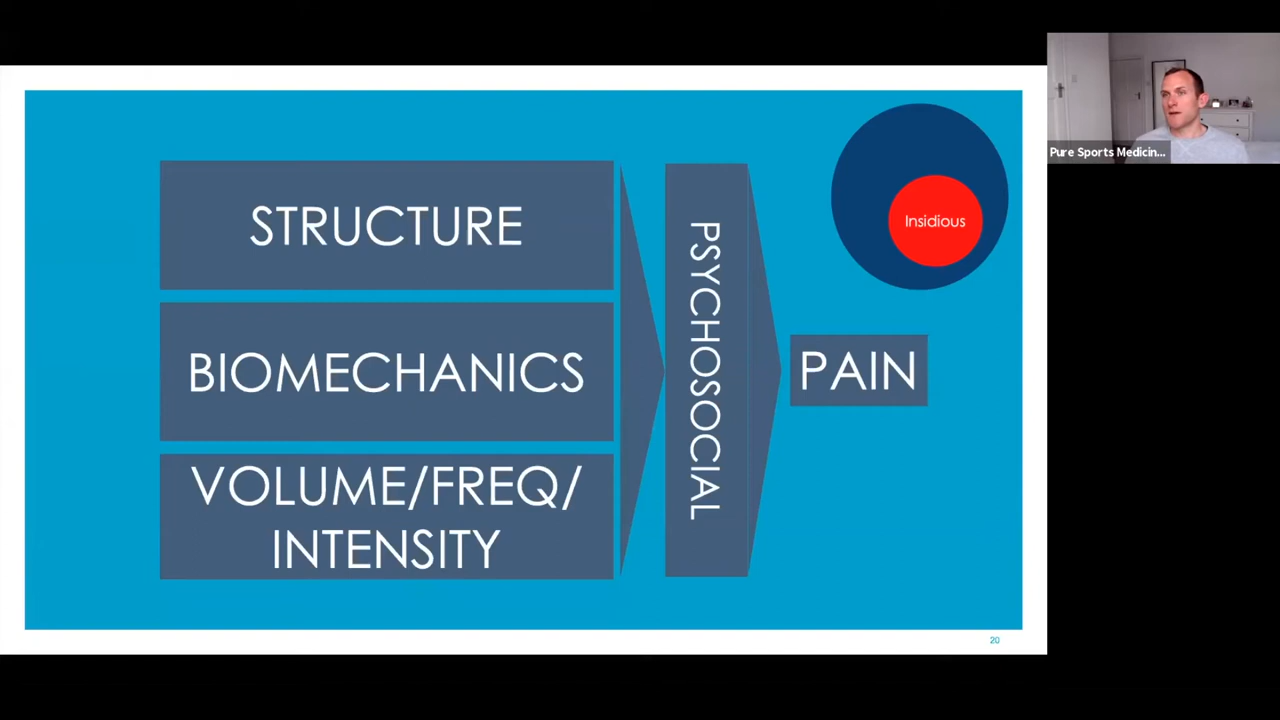 STRUCTURE
BIOMECHANICS
VOLUME/FREQ/
INTENSITY
PSYCHOSOCIAL
PAIN
Insidious
Pure Sports Medicin...
20